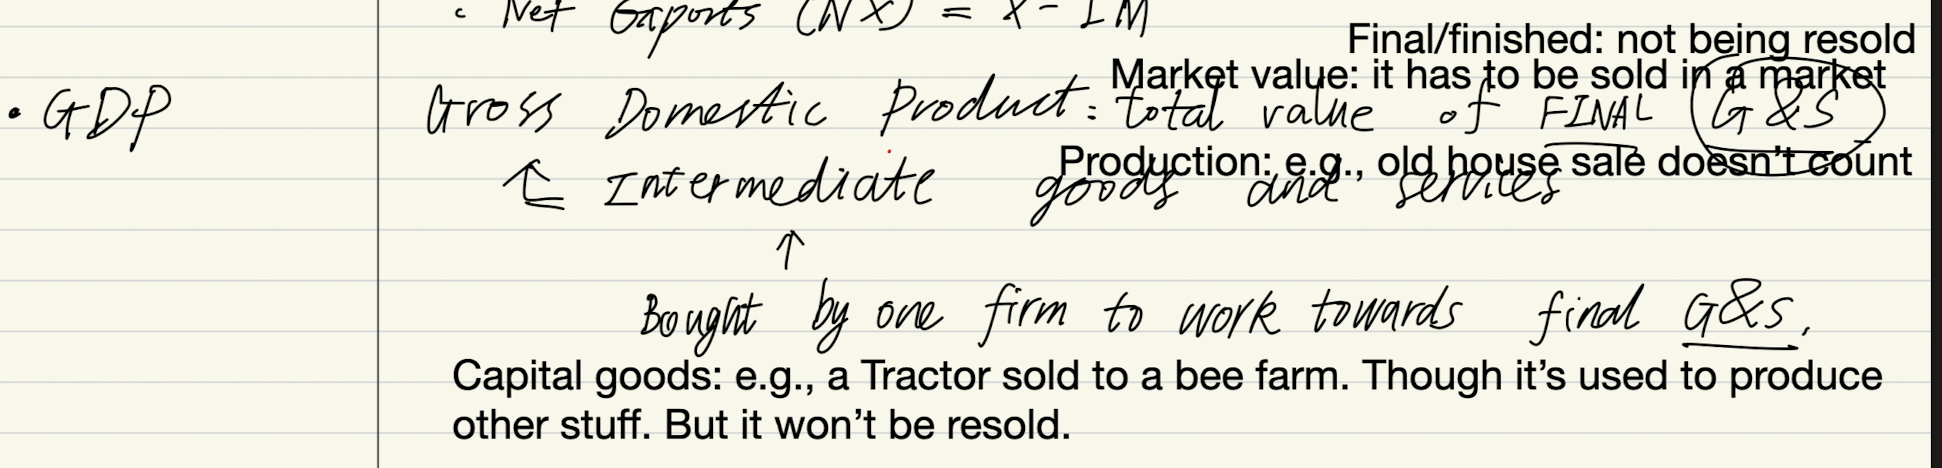 Net Exports (NX) = X - IM
Final/finished: not being resold
Market value: it has to be sold in a market
• GDP
Gross Domestic Product: total value of FINAL G&S
Production: e.g., old house sale doesn't count
Intermediate goods and services
↑
Bought by one firm to work towards final G&S.
Capital goods: e.g., a Tractor sold to a bee farm. Though it's used to produce
other stuff. But it won't be resold.